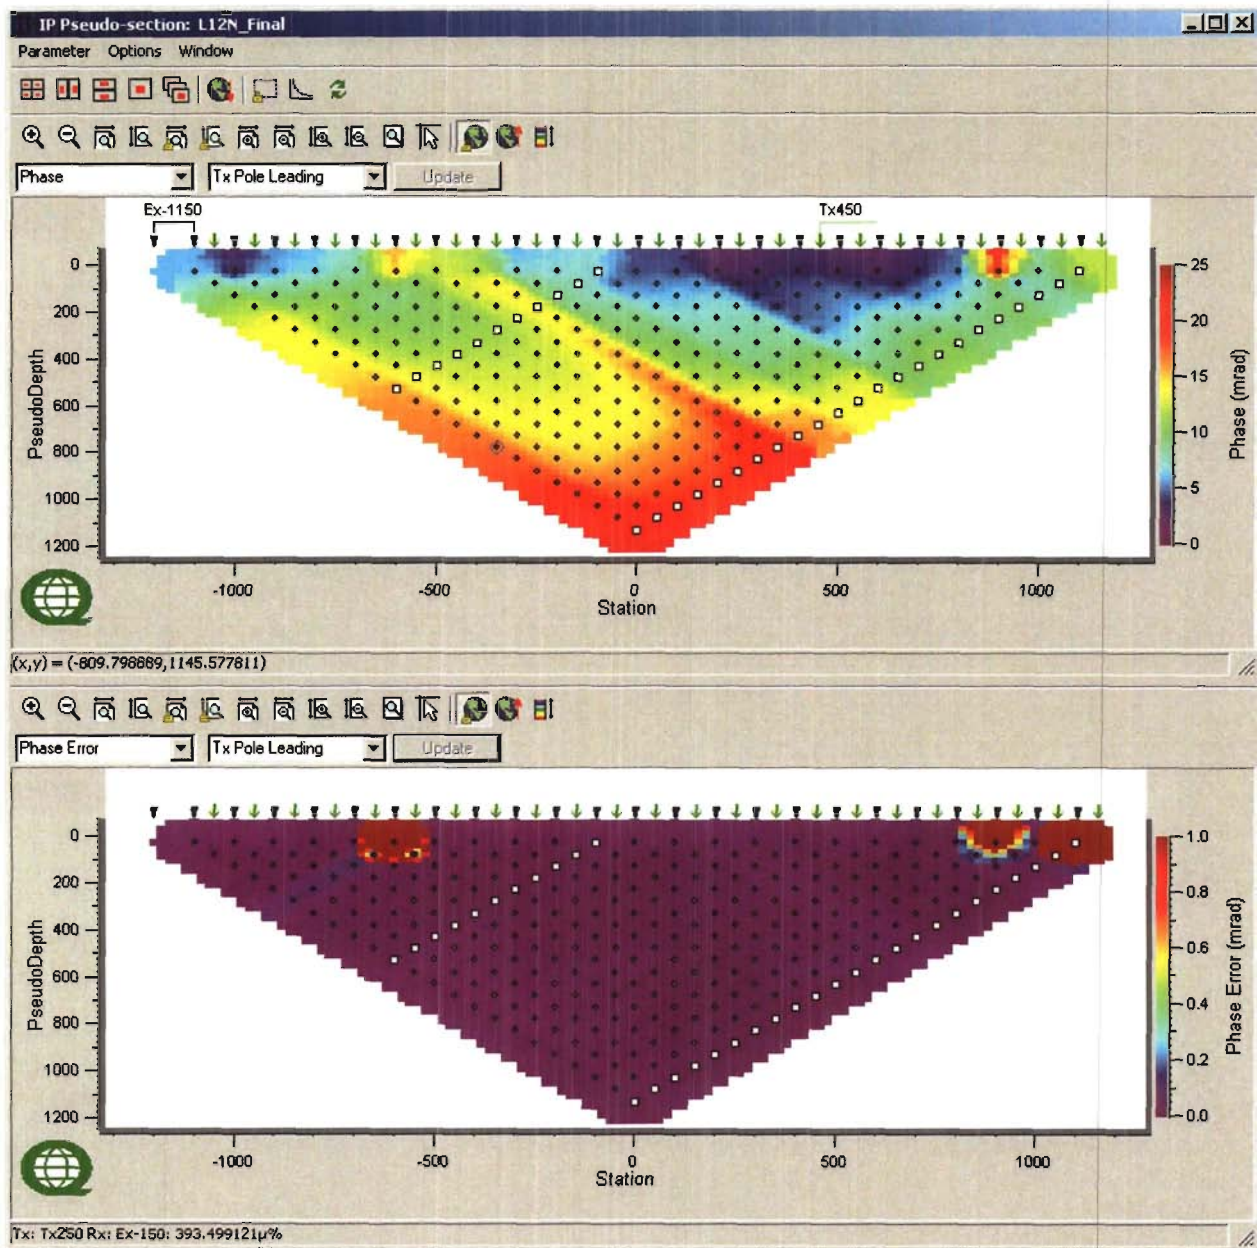 IP Pseudo-section: L12N_Final
Parameter Options Window
Phase
Tx Pole Leading
Update
Ex-1150
Tx450
0
200
400
600
800
1000
1200
PseudoDepth
-1000
-500
0
500
1000
Station
25
20
15
10
5
0
Phase (mrad)
(x,y) = (-809.798689,1145.577811)
Phase Error
Tx Pole Leading
Update
0
200
400
600
800
1000
1200
PseudoDepth
-1000
-500
0
500
1000
Station
1.0
0.8
0.6
0.4
0.2
0.0
Phase Error (mrad)
Tx: Tx250 Rx: Ex-150: 393.499121µ%